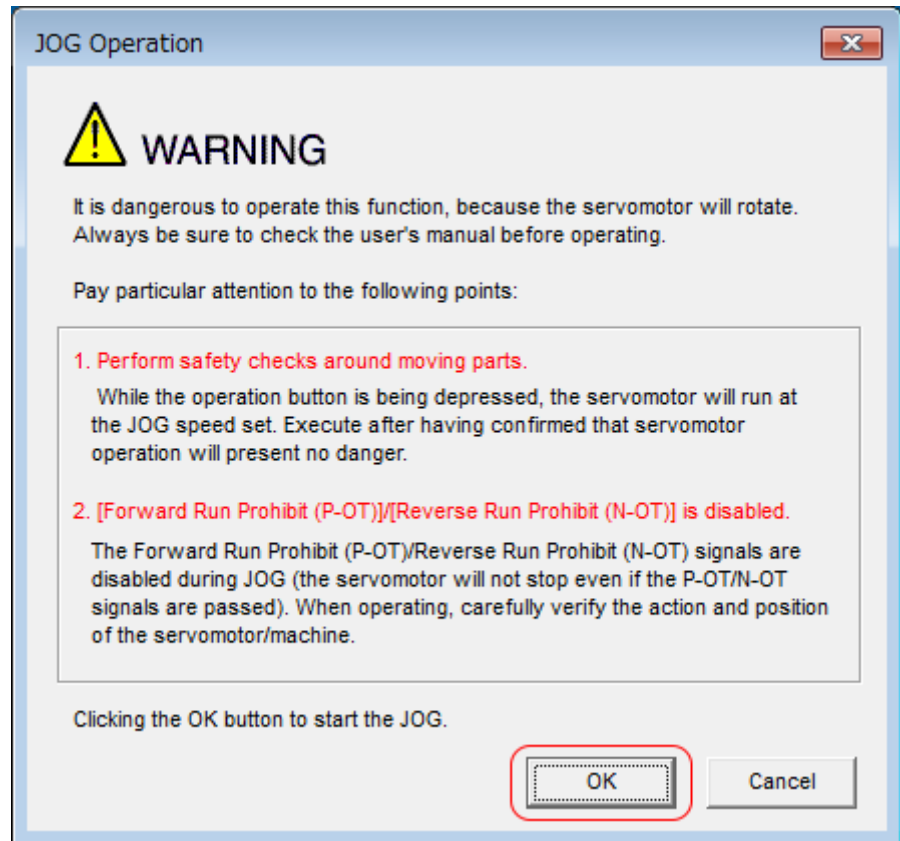 JOG Operation
WARNING
It is dangerous to operate this function, because the servomotor will rotate.
Always be sure to check the user's manual before operating.
Pay particular attention to the following points:
1. Perform safety checks around moving parts.
While the operation button is being depressed, the servomotor will run at
the JOG speed set. Execute after having confirmed that servomotor
operation will present no danger.
2. [Forward Run Prohibit (P-OT)]/[Reverse Run Prohibit (N-OT)] is disabled.
The Forward Run Prohibit (P-OT)/Reverse Run Prohibit (N-OT) signals are
disabled during JOG (the servomotor will not stop even if the P-OT/N-OT
signals are passed). When operating, carefully verify the action and position
of the servomotor/machine.
Clicking the OK button to start the JOG.
OK
Cancel